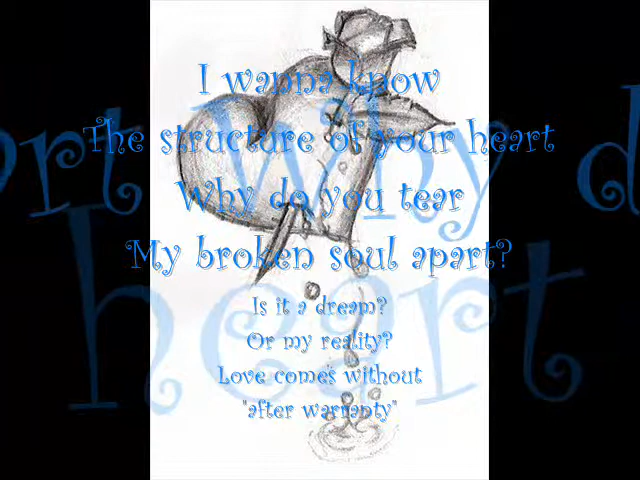 I wanna know
The structure of your heart
Why do you tear
My broken soul apart?
Is it a dream?
Or my reality?
Love comes without
"after warranty"